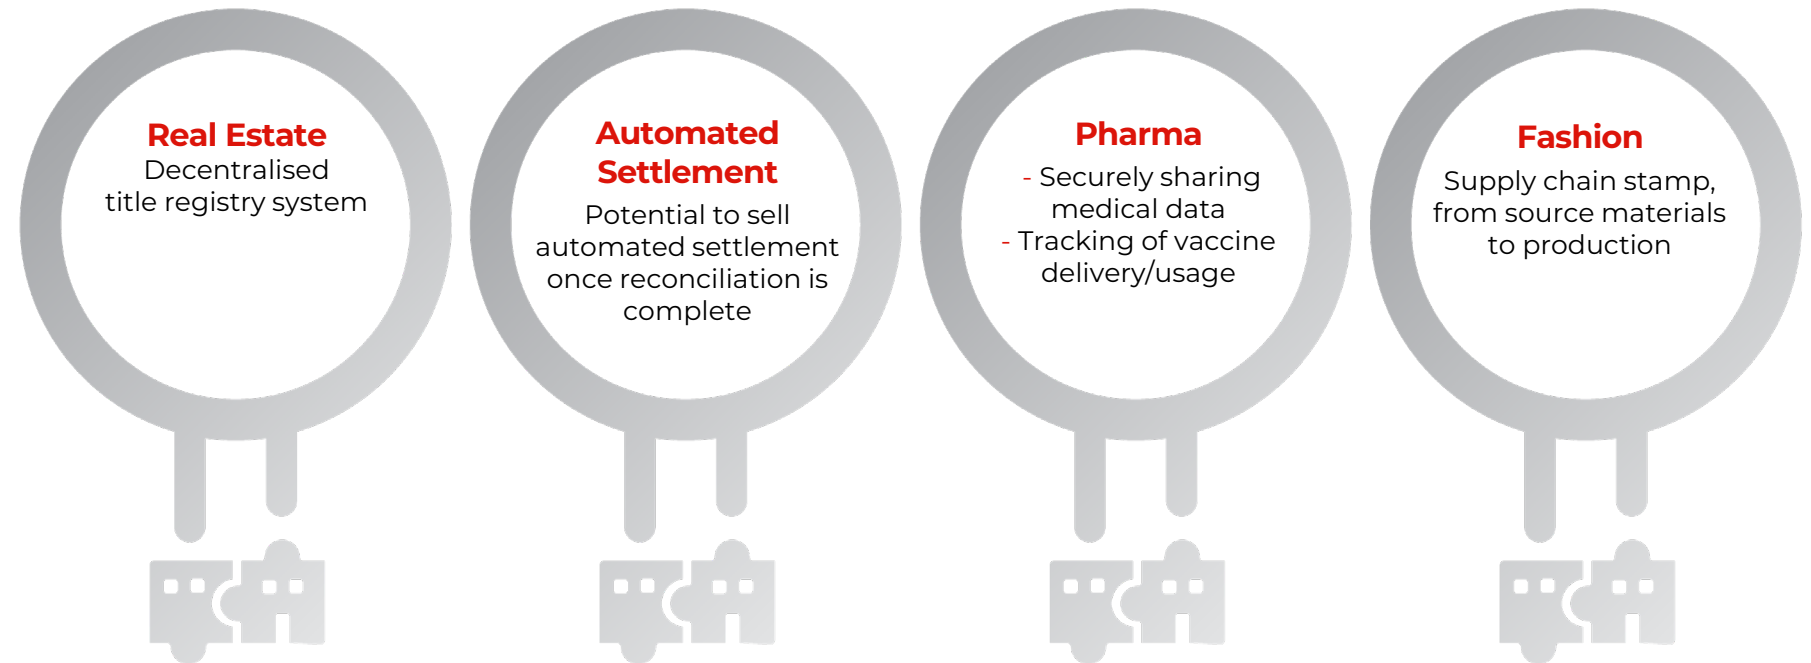 Real Estate
Decentralised
title registry system
Automated
Settlement
Potential to sell
automated settlement
once reconciliation is
complete
Pharma
- Securely sharing
medical data
- Tracking of vaccine
delivery/usage
Fashion
Supply chain stamp,
from source materials
to production